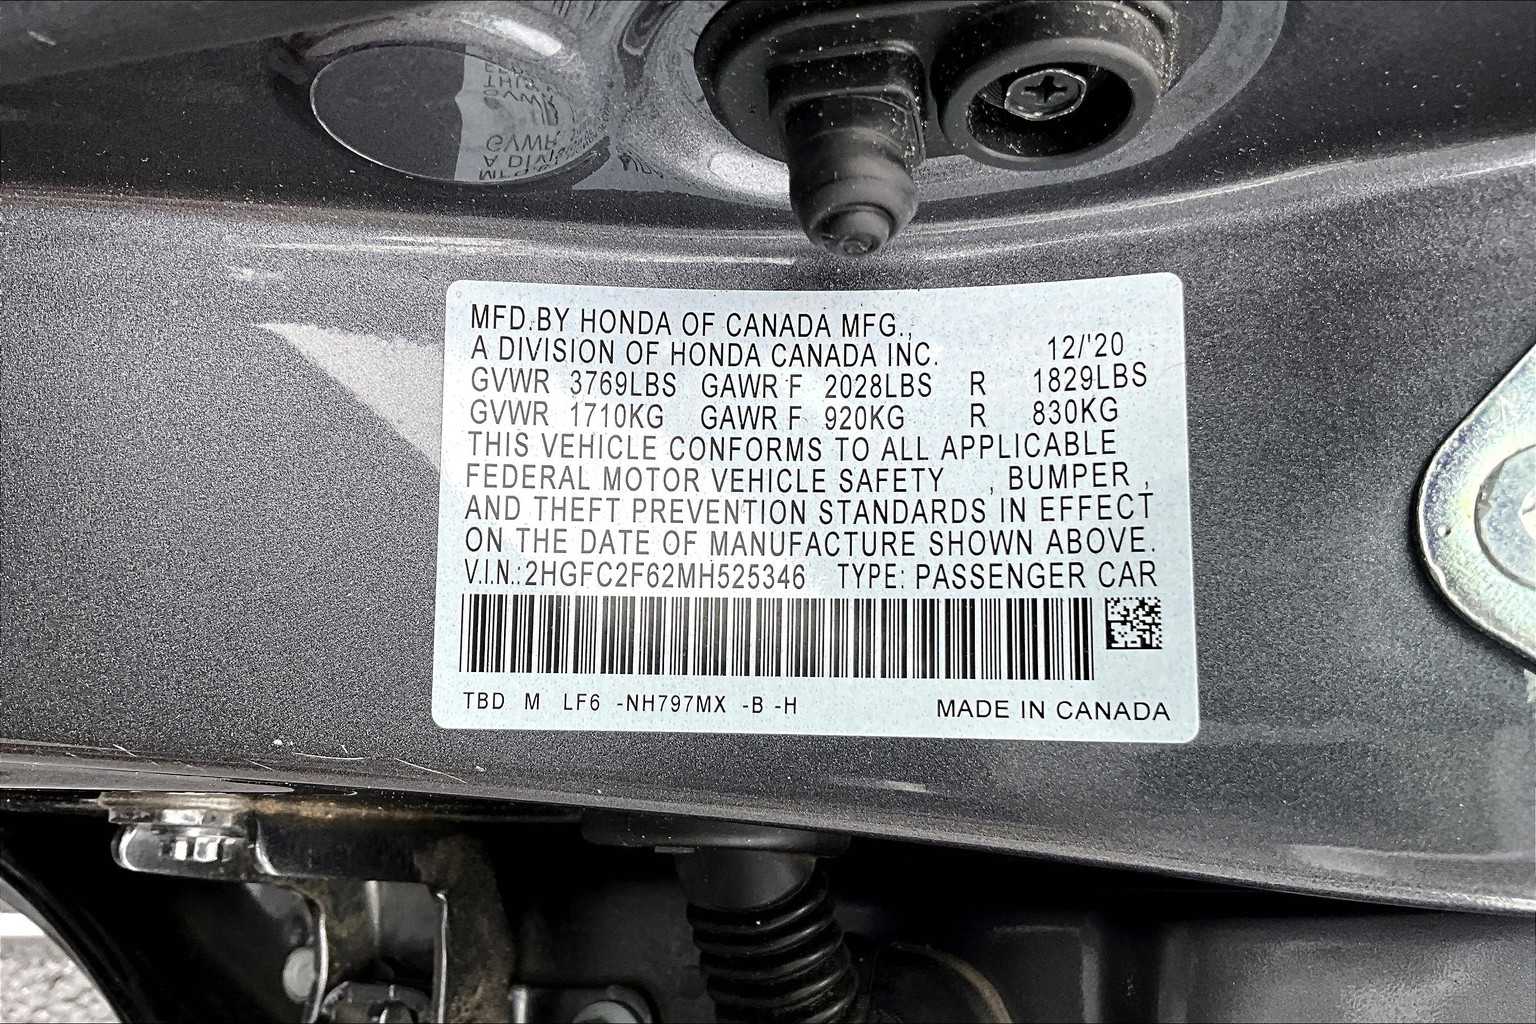 MFD.BY HONDA OF CANADA MFG.,
A DIVISION OF HONDA CANADA INC. 12/'20
GVWR 3769LBS GAWR F 2028LBS R 1829LBS
GVWR 1710KG GAWR F 920KG R 830KG
THIS VEHICLE CONFORMS TO ALL APPLICABLE
FEDERAL MOTOR VEHICLE SAFETY , BUMPER ,
AND THEFT PREVENTION STANDARDS IN EFFECT
ON THE DATE OF MANUFACTURE SHOWN ABOVE.
V.I.N.: 2HGFC2F62MH525346 TYPE: PASSENGER CAR
TBD M LF6 -NH797MX -B -H MADE IN CANADA